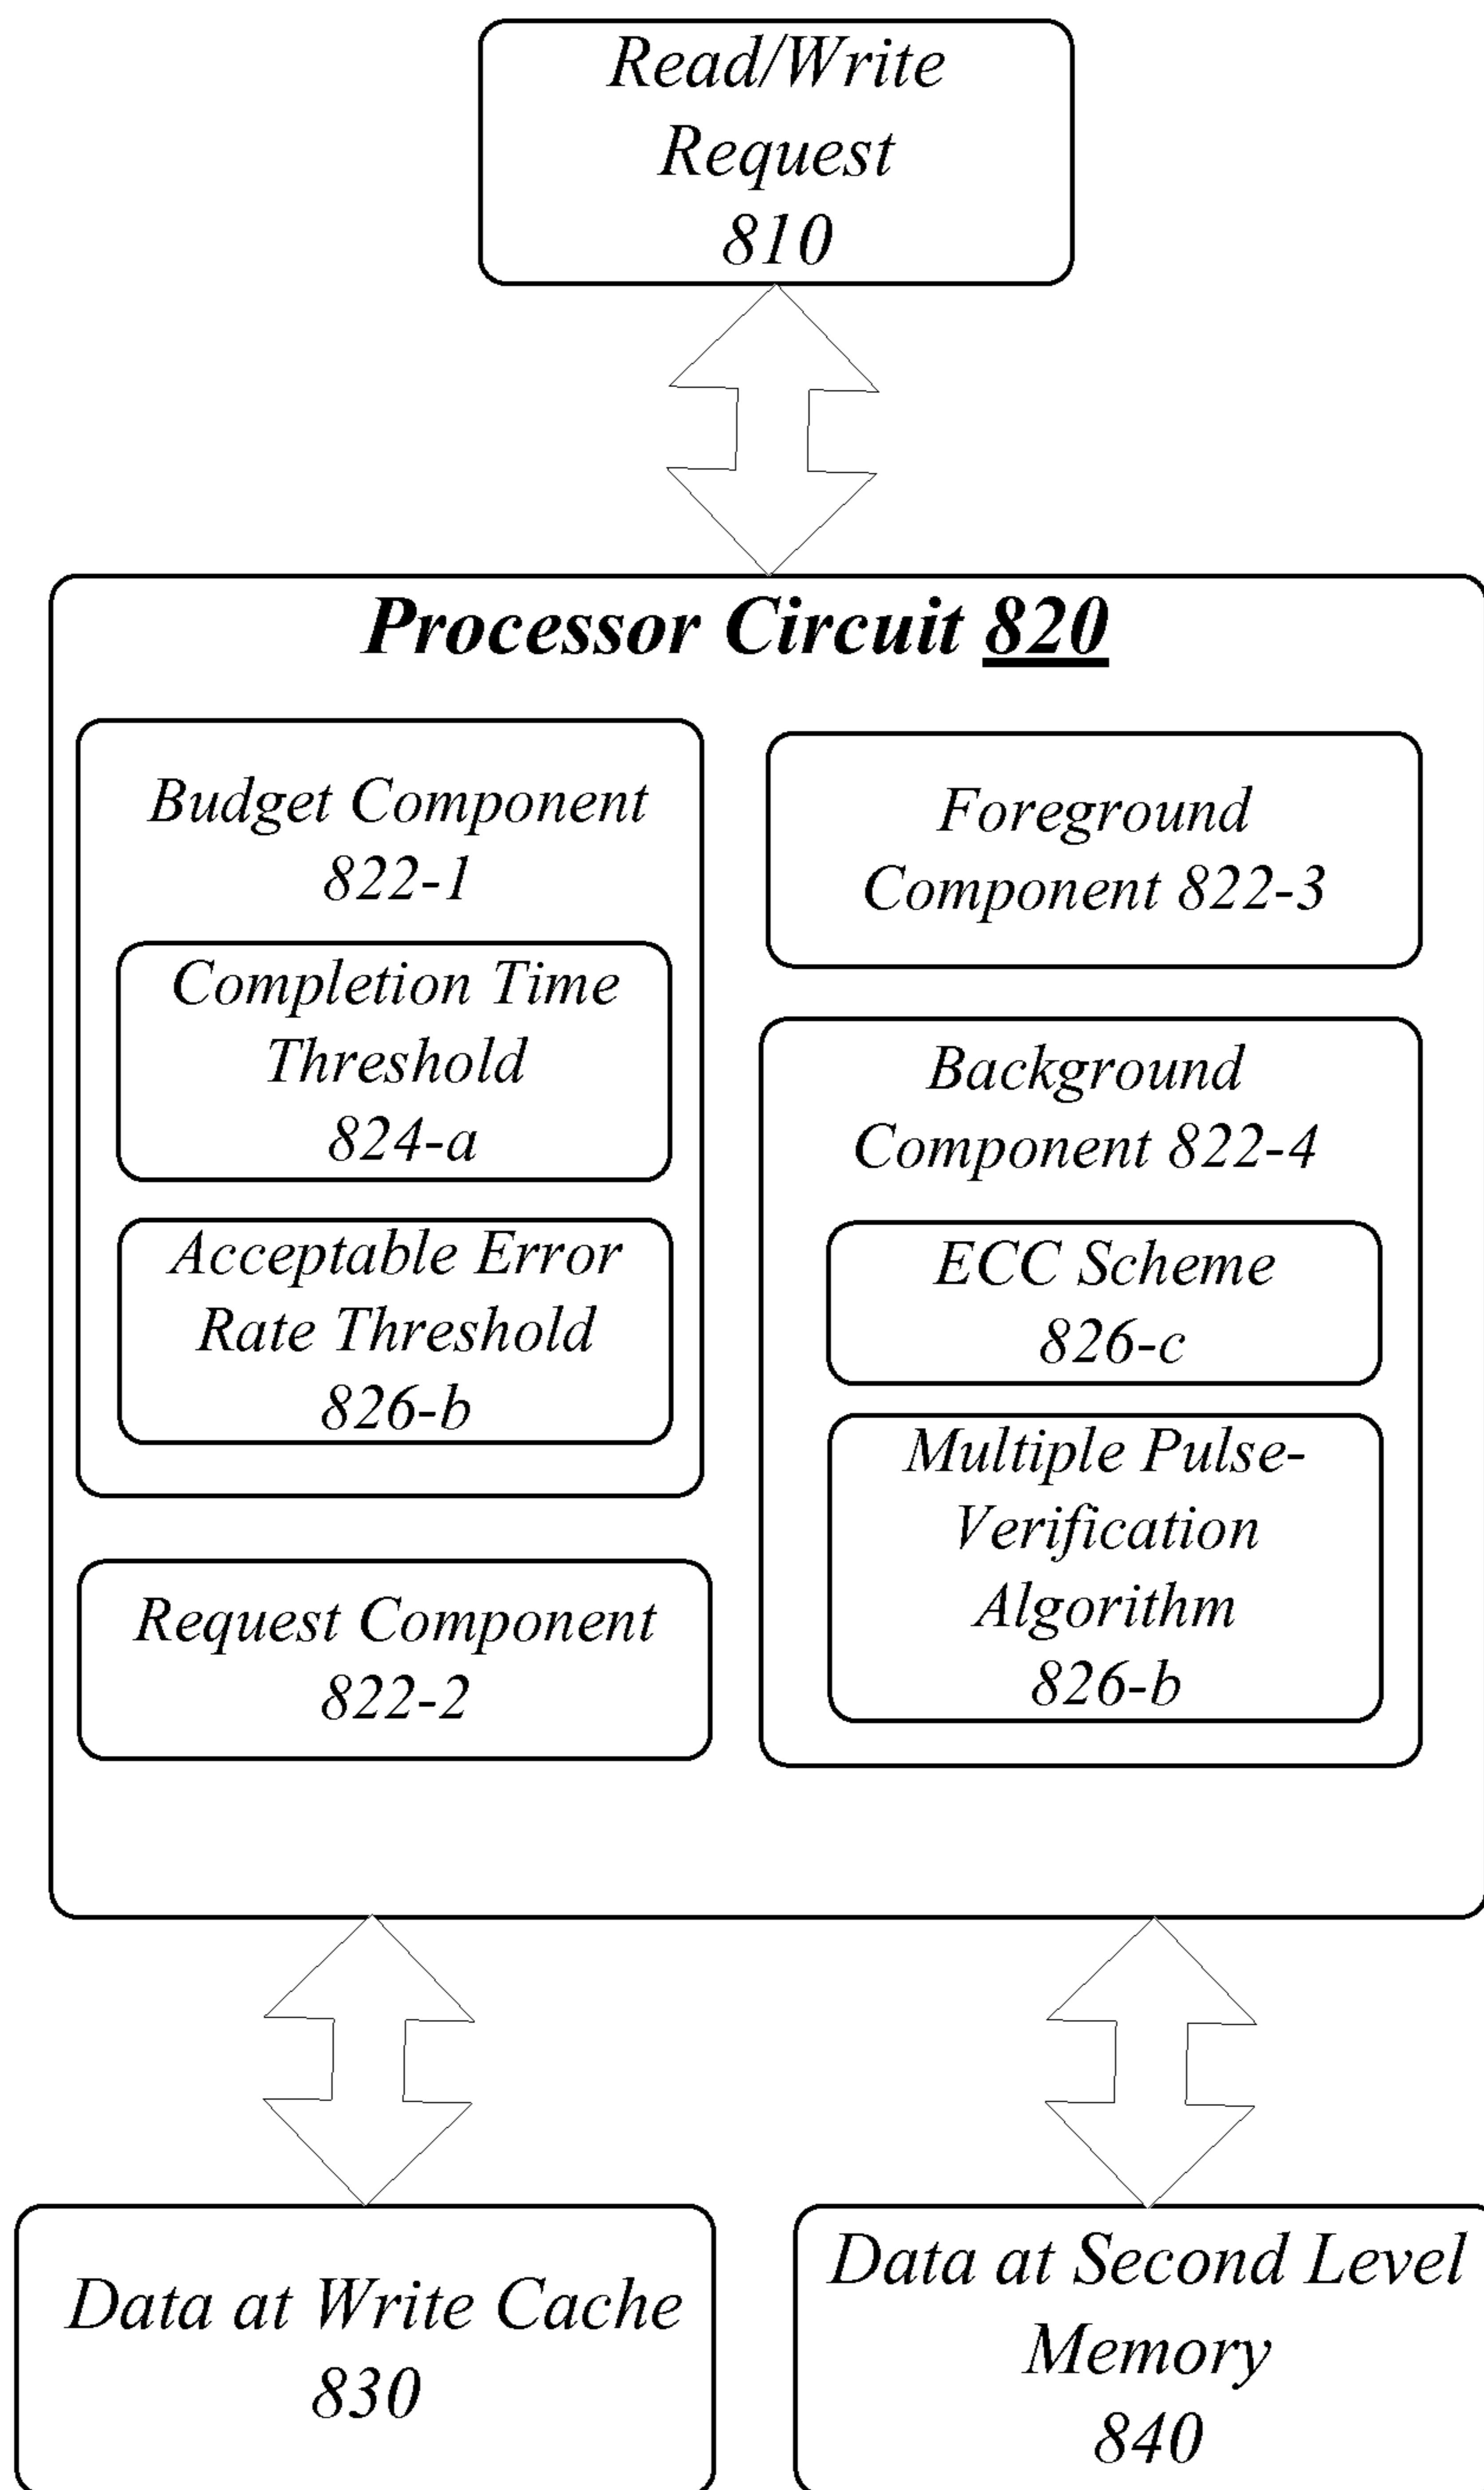 Read/Write
Request
810
Processor Circuit 820
Budget Component
822-1
Completion Time
Threshold
824-a
Acceptable Error
Rate Threshold
826-b
Request Component
822-2
Foreground
Component 822-3
Background
Component 822-4
ECC Scheme
826-c
Multiple Pulse-
Verification
Algorithm
826-b
Data at Write Cache
830
Data at Second Level
Memory
840